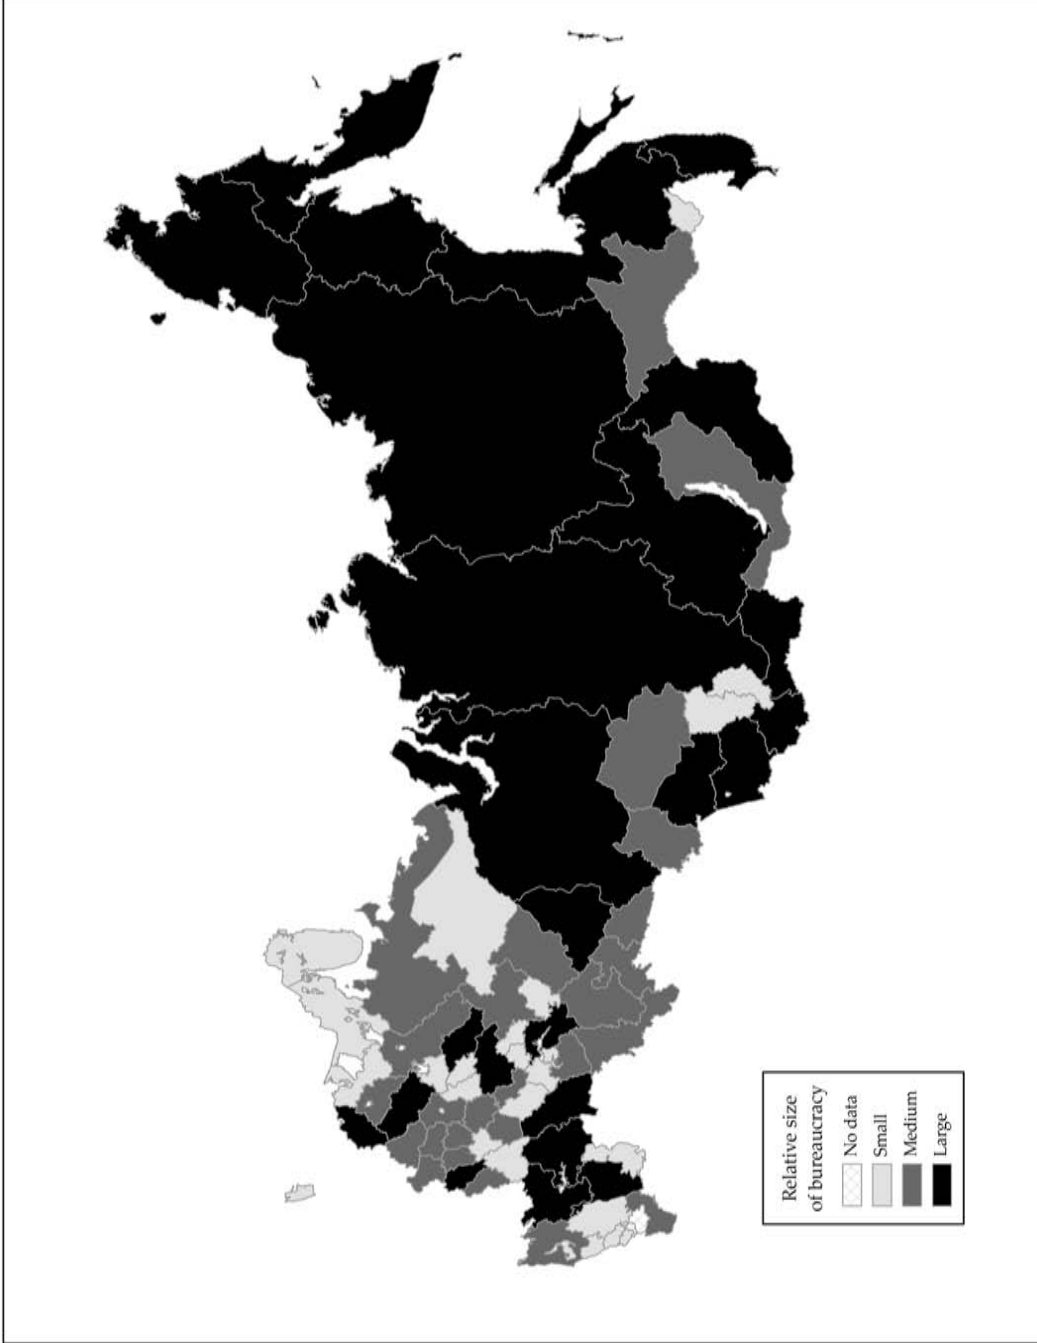 Relative size
of bureaucracy
No data
Small
Medium
Large